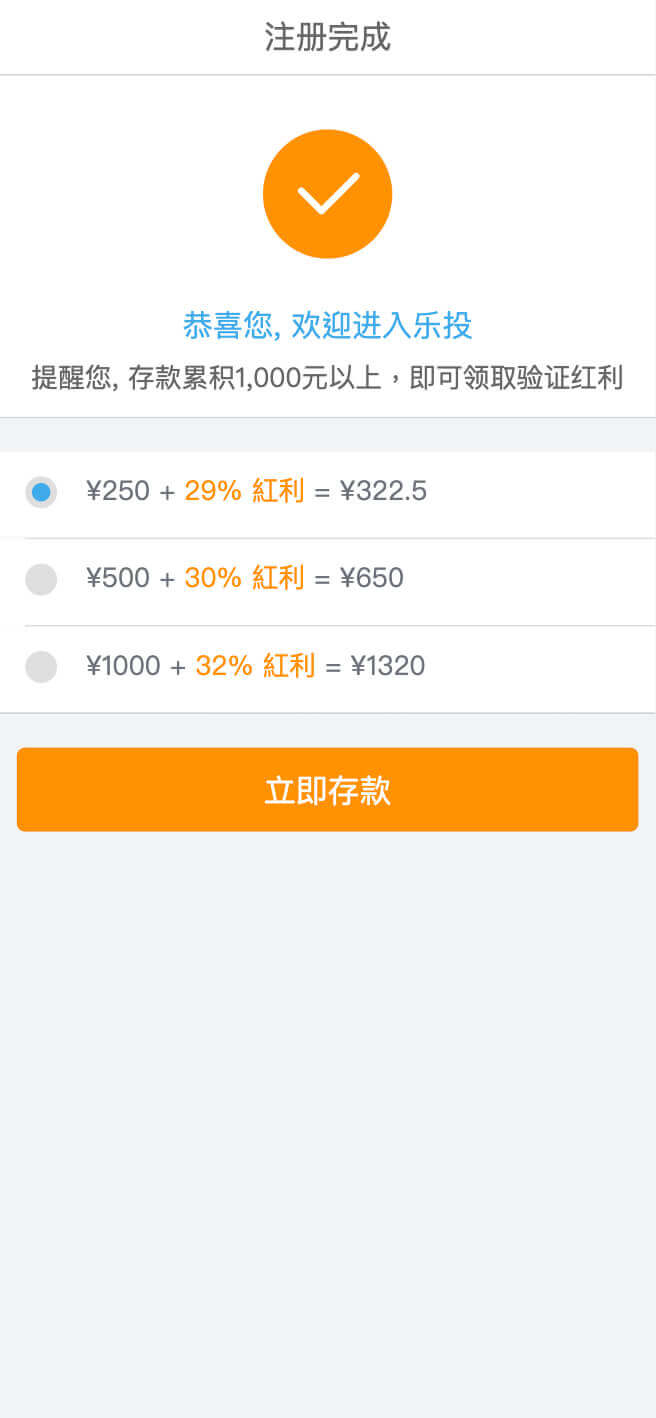 注册完成
恭喜您, 欢迎进入乐投
提醒您, 存款累积1,000元以上，即可领取验证红利
¥250 + 29% 紅利 = ¥322.5
¥500 + 30% 紅利 = ¥650
¥1000 + 32% 紅利 = ¥1320
立即存款